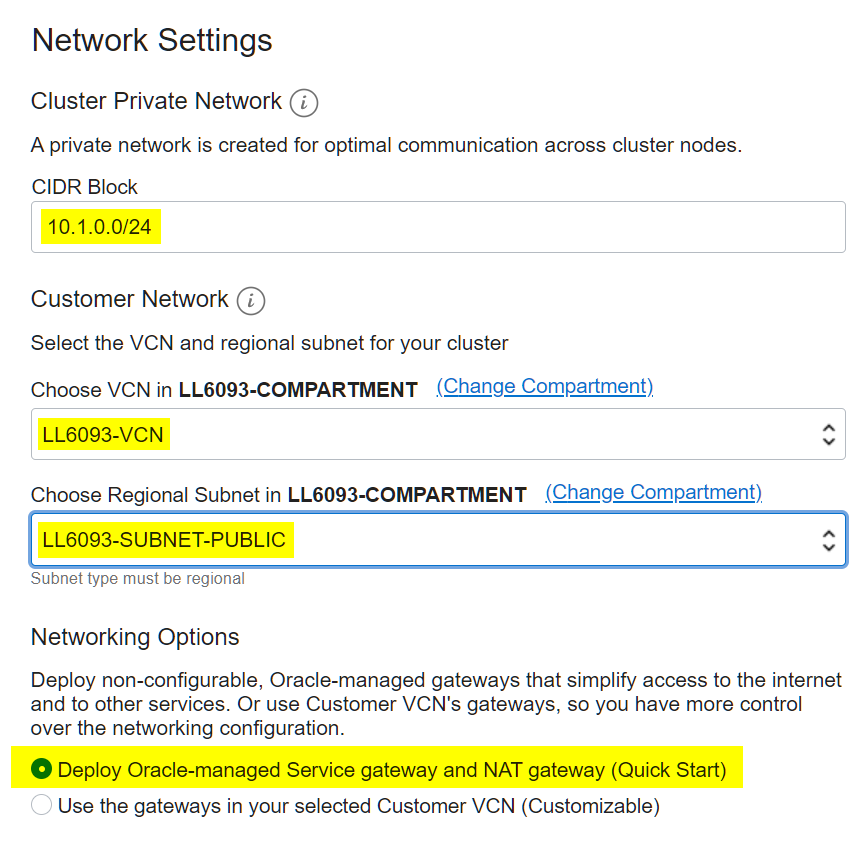 Network Settings
Cluster Private Network i
A private network is created for optimal communication across cluster nodes.
CIDR Block
10.1.0.0/24
Customer Network i
Select the VCN and regional subnet for your cluster
Choose VCN in LL6093-COMPARTMENT (Change Compartment)
LL6093-VCN
Choose Regional Subnet in LL6093-COMPARTMENT (Change Compartment)
LL6093-SUBNET-PUBLIC
Subnet type must be regional
Networking Options
Deploy non-configurable, Oracle-managed gateways that simplify access to the internet
and to other services. Or use Customer VCN's gateways, so you have more control
over the networking configuration.
Deploy Oracle-managed Service gateway and NAT gateway (Quick Start)
Use the gateways in your selected Customer VCN (Customizable)